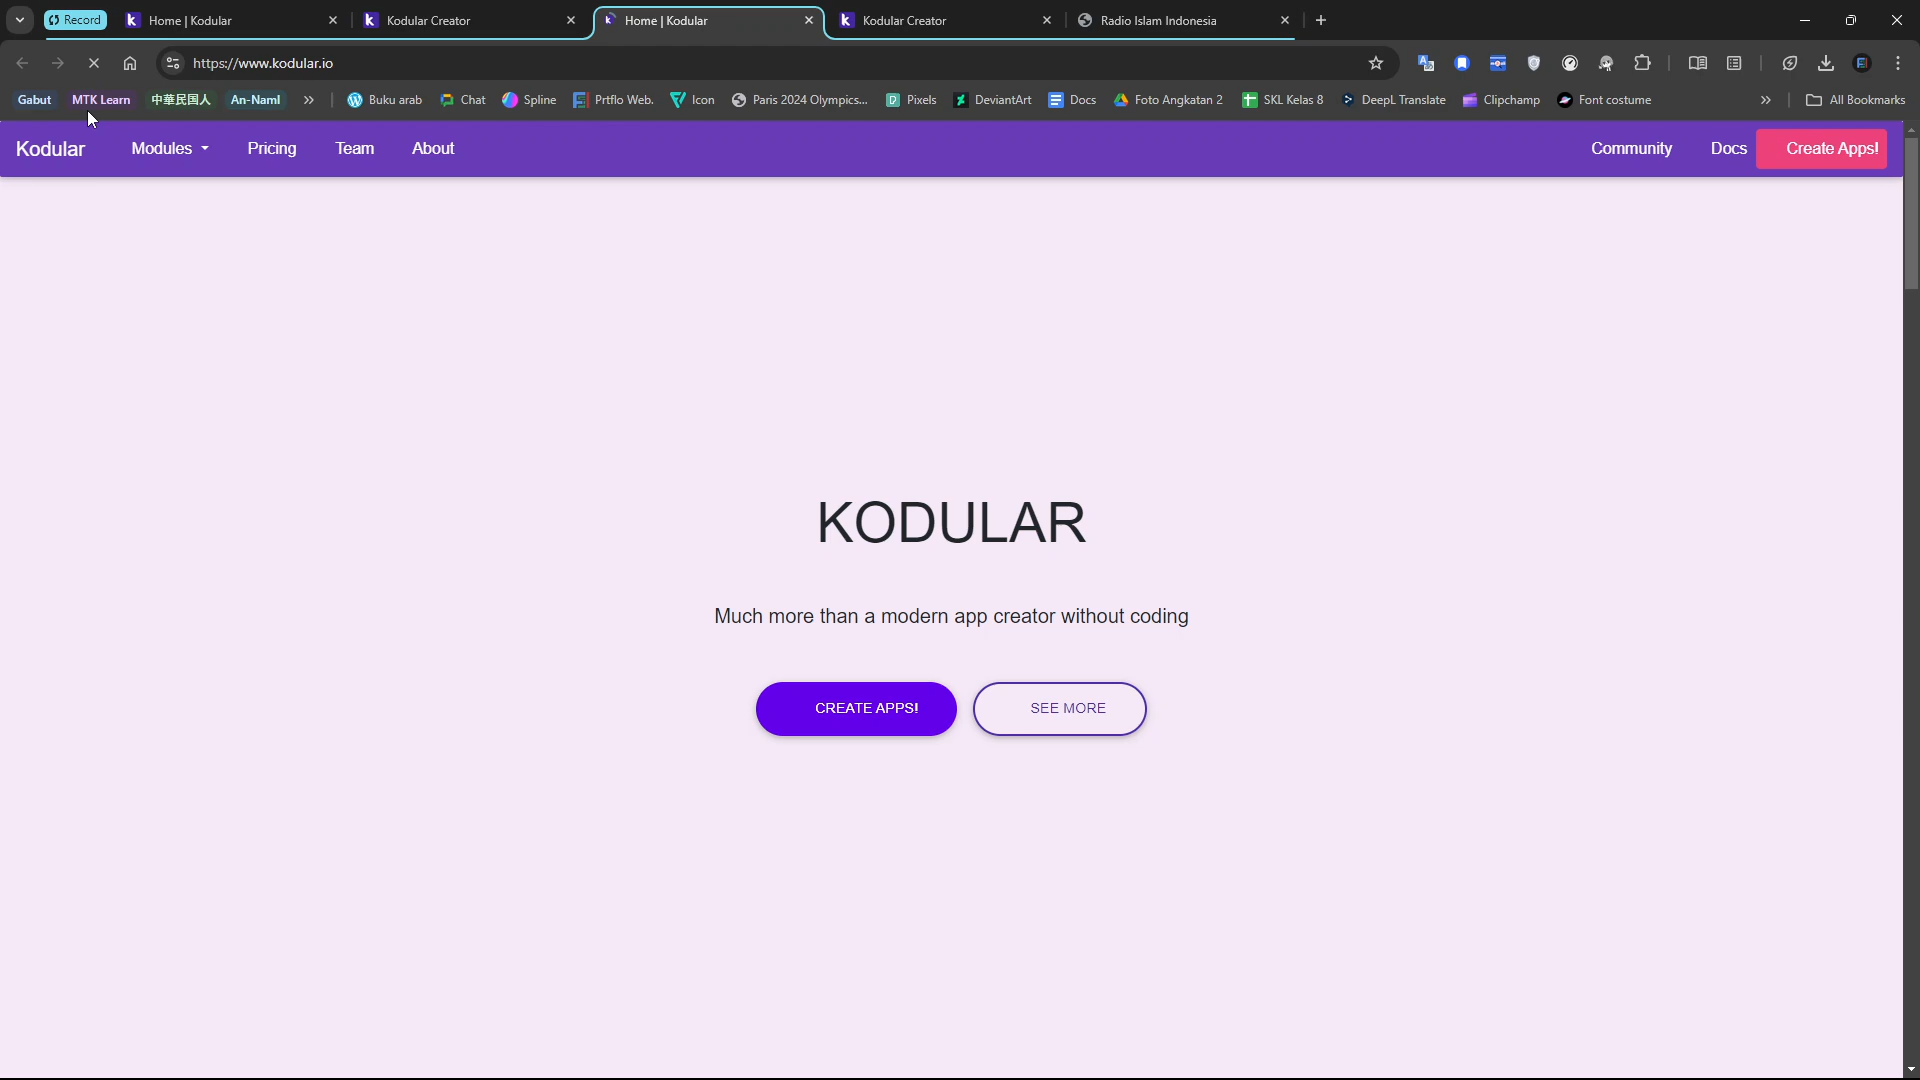 Record Home | Kodular Kodular Creator Home | Kodular Kodular Creator Radio Islam Indonesia
https://www.kodular.io
Gabut MTK Learn 中華民国人 An-Naml Buku arab Chat Spline Prtflo Web. Icon Paris 2024 Olympics... Pixels DeviantArt Docs Foto Angkatan 2 SKL Kelas 8 DeepL Translate Clipchamp Font costume All Bookmarks
Kodular Modules Pricing Team About Community Docs Create Apps!
KODULAR
Much more than a modern app creator without coding
CREATE APPS! SEE MORE